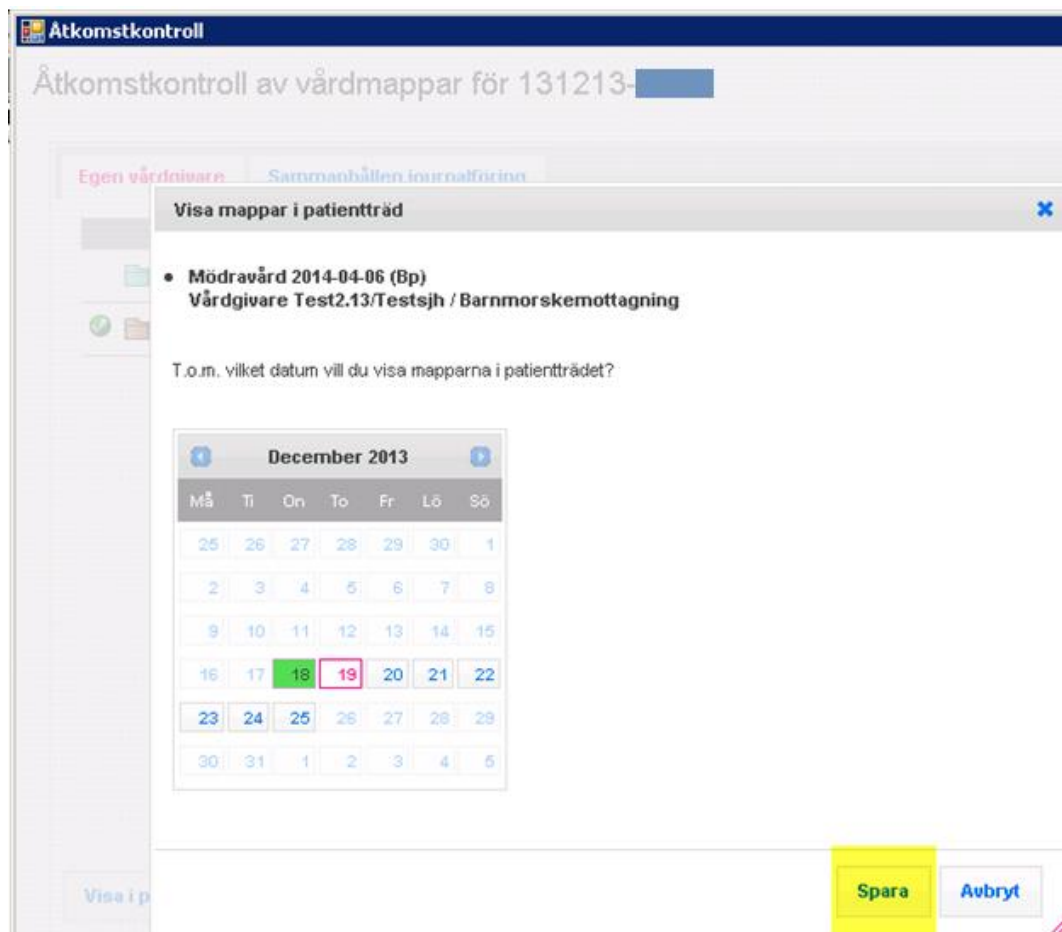 Åtkomstkontroll
Åtkomstkontroll av vårdmappar för 131213-
Egen vårdgivare Sammanhållen journalföring
Visa mappar i patientträd
• Mödravård 2014-04-06 (Bp)
Vårdgivare Test2.13/Testsjh / Barnmorskemottagning
T.o.m. vilket datum vill du visa mapparna i patientträdet?
December 2013
Må Ti On To Fr Lö Sö
25 26 27 28 29 30 1
2 3 4 5 6 7 8
9 10 11 12 13 14 15
16 17 18 19 20 21 22
23 24 25 26 27 28 29
30 31 1 2 3 4 5
Visa i p
Spara Avbryt